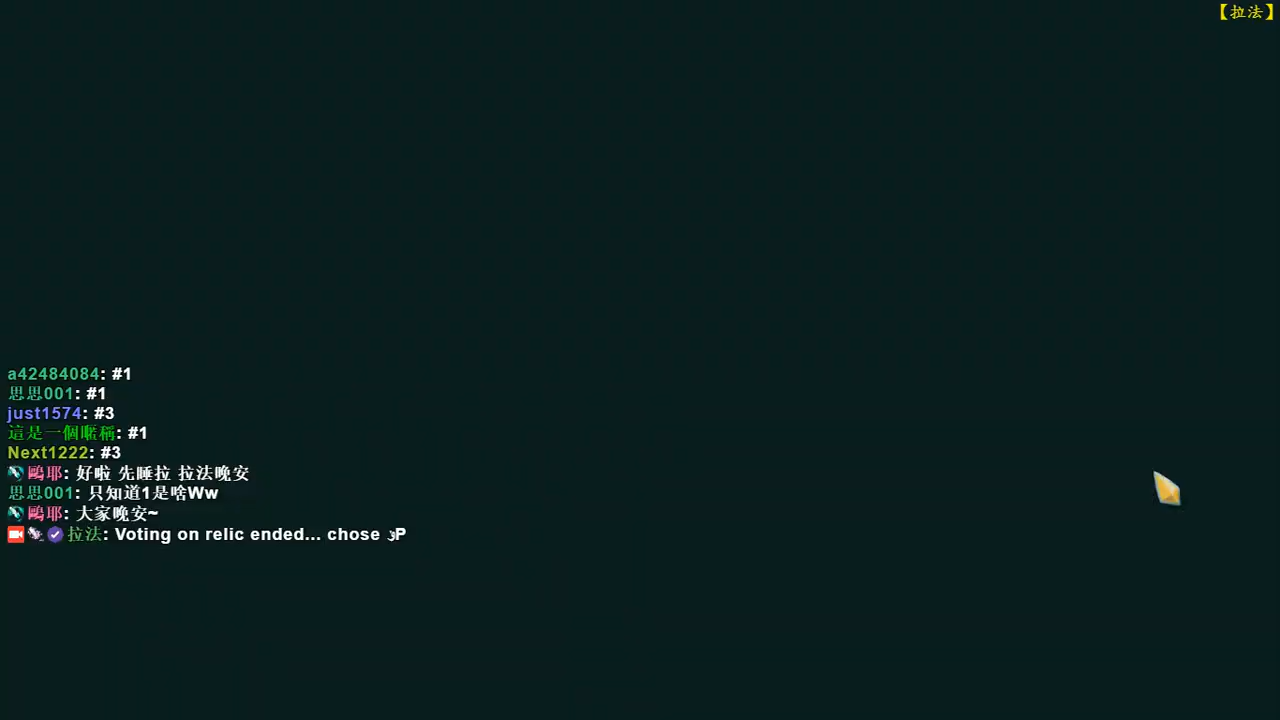 【拉法】
a42484084: #1
思思001: #1
just1574: #3
這是一個暱稱: #1
Next1222: #3
鷗耶: 好啦 先睡拉 拉法晚安
思思001: 只知道1是啥Ww
鷗耶: 大家晚安~
拉法: Voting on relic ended... chose